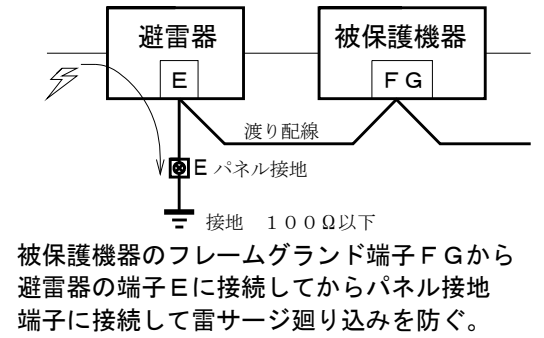 避雷器
被保護機器
E
FG
渡り配線
E パネル接地
接地 100Ω以下
被保護機器のフレームグランド端子FGから
避雷器の端子Eに接続してからパネル接地
端子に接続して雷サージ廻り込みを防ぐ。